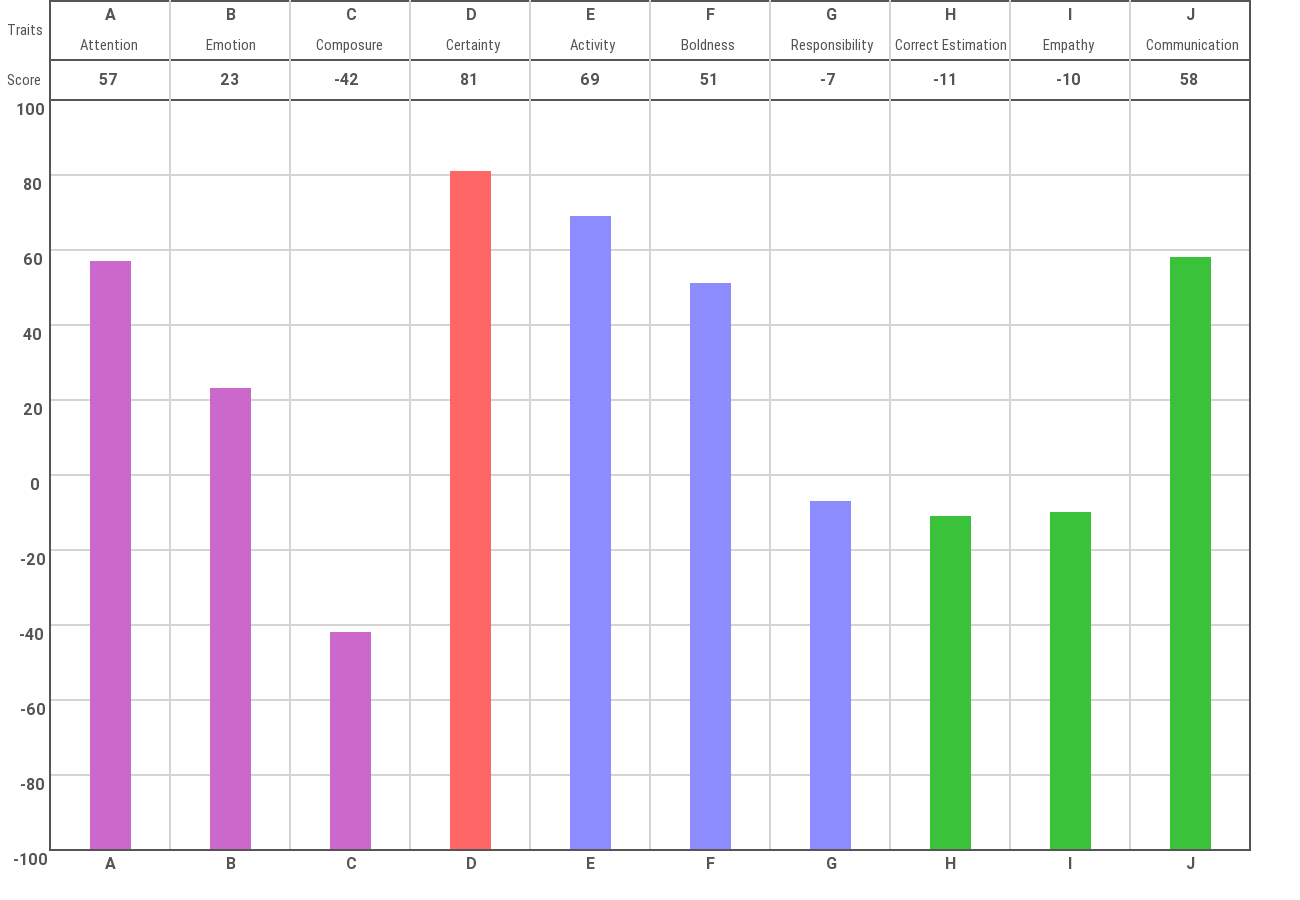 A B C D E F G H I J
Traits
Attention Emotion Composure Certainty Activity Boldness Responsibility Correct Estimation Empathy Communication
Score 57 23 -42 81 69 51 -7 -11 -10 58
100
80
60
40
20
0
-20
-40
-60
-80
-100
A B C D E F G H I J